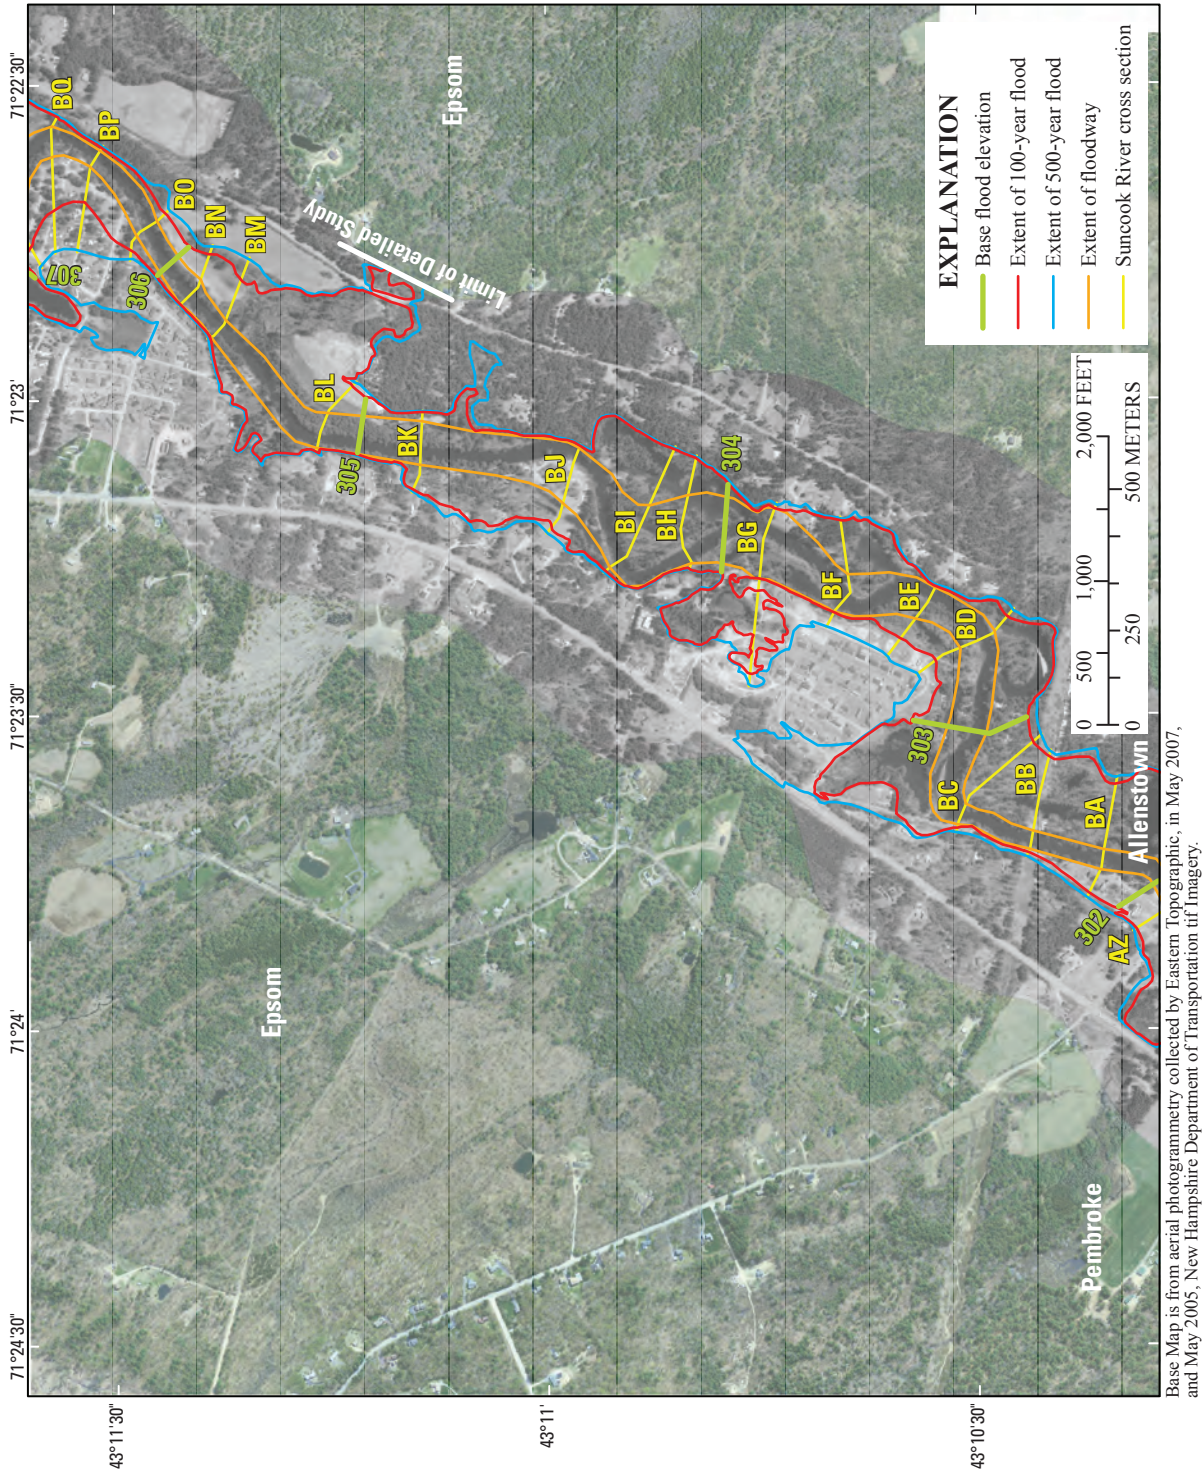 71°24'30"
71°24'
71°23'30"
71°23'
71°22'30"
43°11'30"
43°11'
43°10'30"
BQ
BP
BO
BN
BM
307
306
Limit of Detailed Study
Epsom
BL
305
BK
BJ
BI
BH
304
BG
BF
BE
BD
303
BC
BB
BA
Allenstown
302
AZ
Epsom
Pembroke
EXPLANATION
Base flood elevation
Extent of 100-year flood
Extent of 500-year flood
Extent of floodway
Suncook River cross section
0 500 1,000 2,000 FEET
0 250 500 METERS
Base Map is from aerial photogrammetry collected by Eastern Topographic, in May 2007,
and May 2005, New Hampshire Department of Transportation tif Imagery.